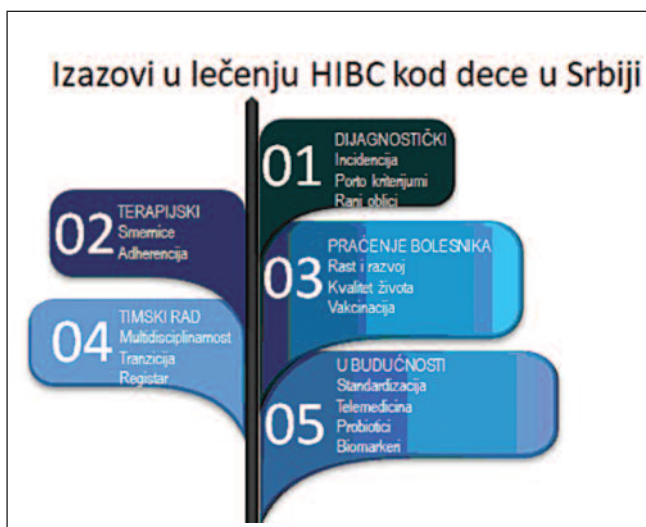 Izazovi u lečenju HIBC kod dece u Srbiji
01
DIJAGNOSTIČKI
Incidencija
Porto kriterijumi
Rani oblici
02
TERAPIJSKI
Smernice
Adherencija
03
PRAĆENJE BOLESNIKA
Rast i razvoj
Kvalitet života
Vakcinacija
04
TIMSKI RAD
Multidisciplinarnost
Tranzicija
Registar
05
U BUDUĆNOSTI
Standardizacija
Telemedicina
Probiotici
Biomarkeri